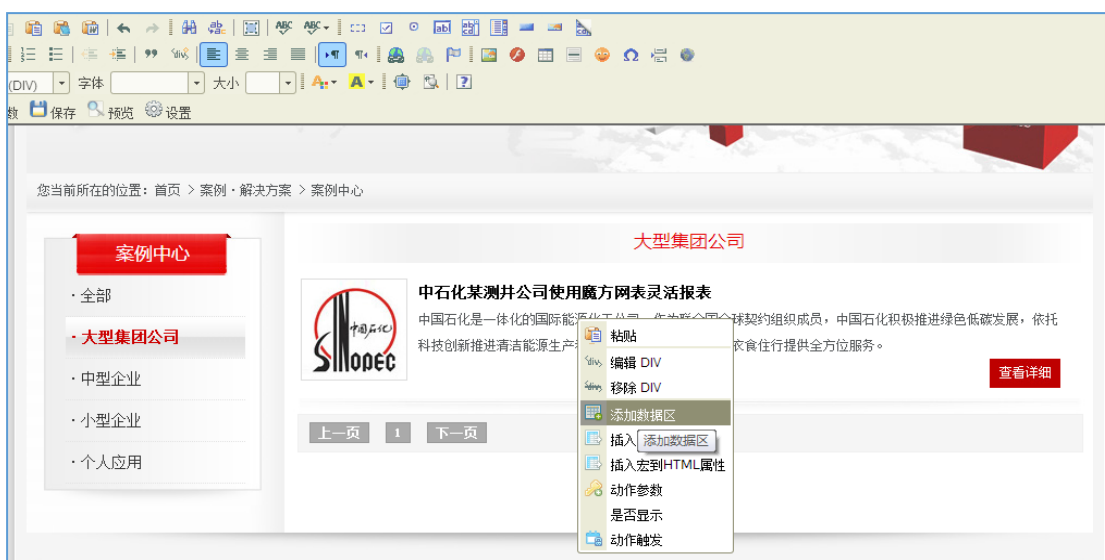 ABC ABC
(DIV) 字体 大小
数 保存 预览 设置
您当前所在的位置：首页 > 案例·解决方案 > 案例中心
案例中心
·全部
·大型集团公司
·中型企业
·小型企业
·个人应用
大型集团公司
中国石化
SINOPEC
中石化某测井公司使用魔方网表灵活报表
中国石化是一体化的国际能源化工公司，作为联合国全球契约组织成员，中国石化积极推进绿色低碳发展，依托
科技创新推进清洁能源生产 衣食住行提供全方位服务。
查看详细
上一页 1 下一页
粘贴
编辑 DIV
移除 DIV
添加数据区
插入
添加数据区
插入宏到HTML属性
动作参数
是否显示
动作触发